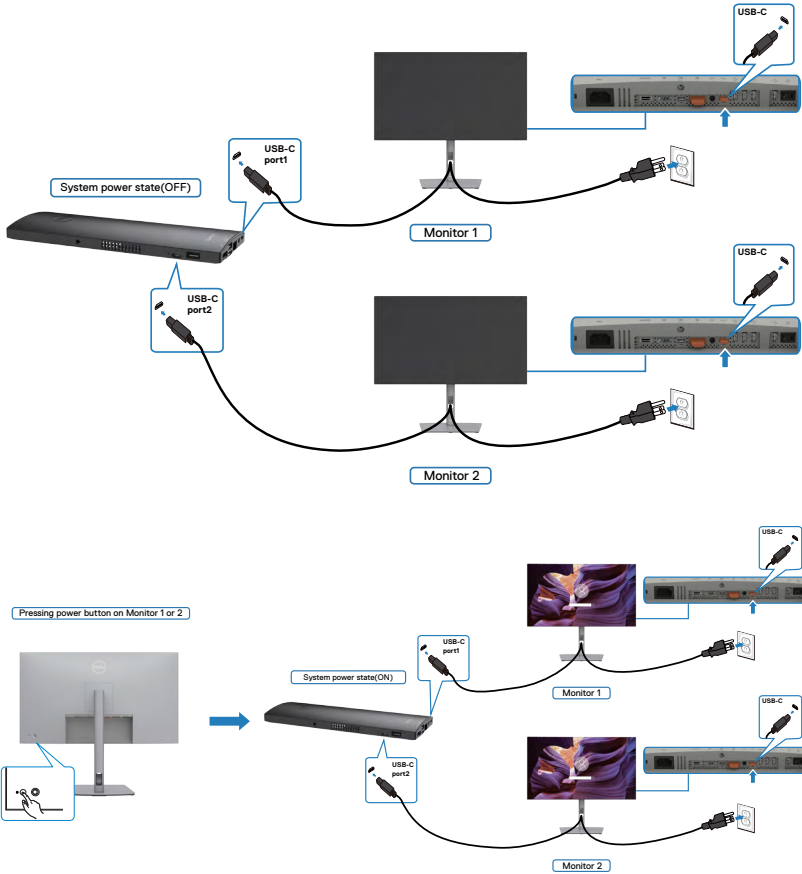 USB-C
USB-C
port1
System power state(OFF)
Monitor 1
USB-C
USB-C
port2
Monitor 2
USB-C
Pressing power button on Monitor 1 or 2
USB-C
port1
System power state(ON)
Monitor 1
USB-C
USB-C
port2
Monitor 2